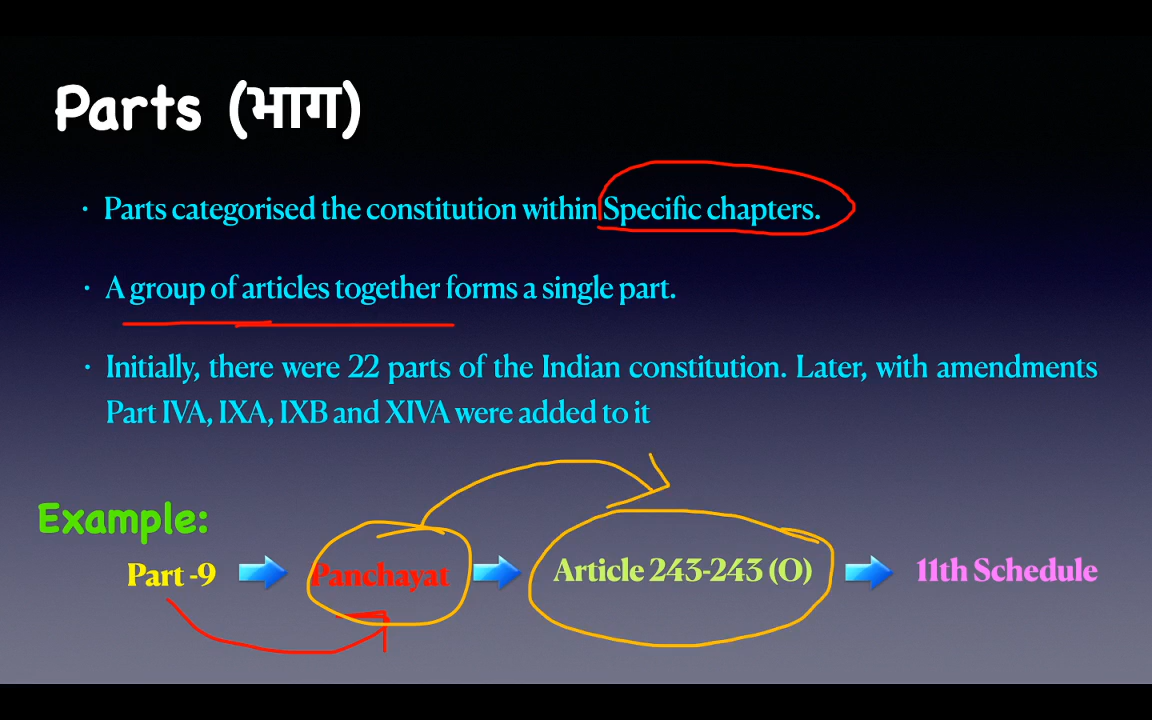 Parts (भाग)
· Parts categorised the constitution within Specific chapters.
· A group of articles together forms a single part.
· Initially, there were 22 parts of the Indian constitution. Later, with amendments
Part IVA, IXA, IXB and XIVA were added to it
Example:
Part -9 Panchayat Article 243-243 (O) 11th Schedule